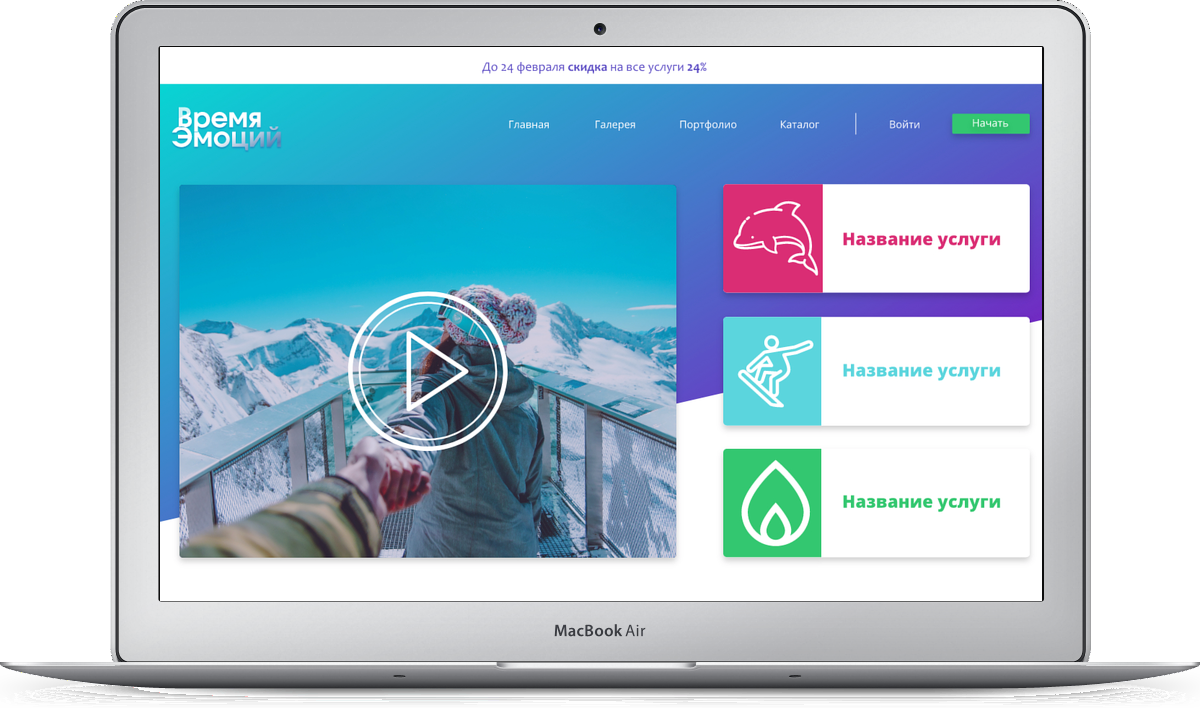 До 24 февраля скидка на все услуги 24%
Время
Эмоций
Главная
Галерея
Портфолио
Каталог
Войти
Начать
Название услуги
Название услуги
Название услуги
MacBook Air